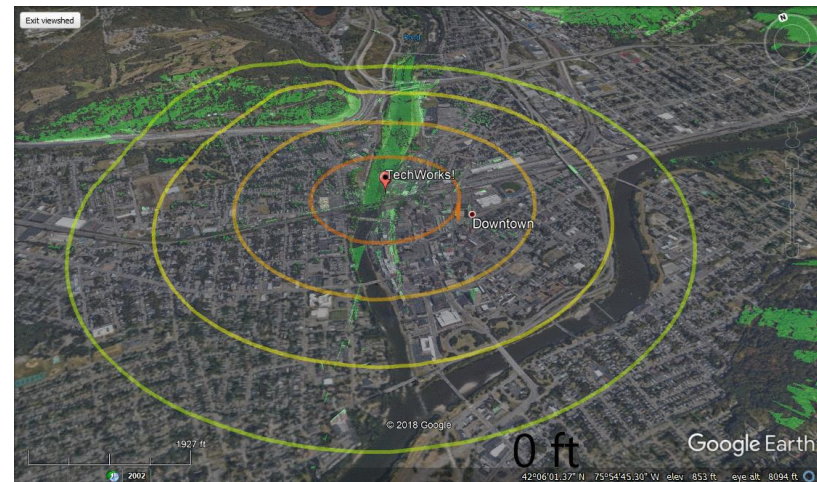 Exit viewshed
N
TechWorks!
Downtown
© 2018 Google
1927 ft
0 ft
Google Earth
2002
42°06'01.37" N 75°54'45.30" W elev 853 ft eye alt 8094 ft